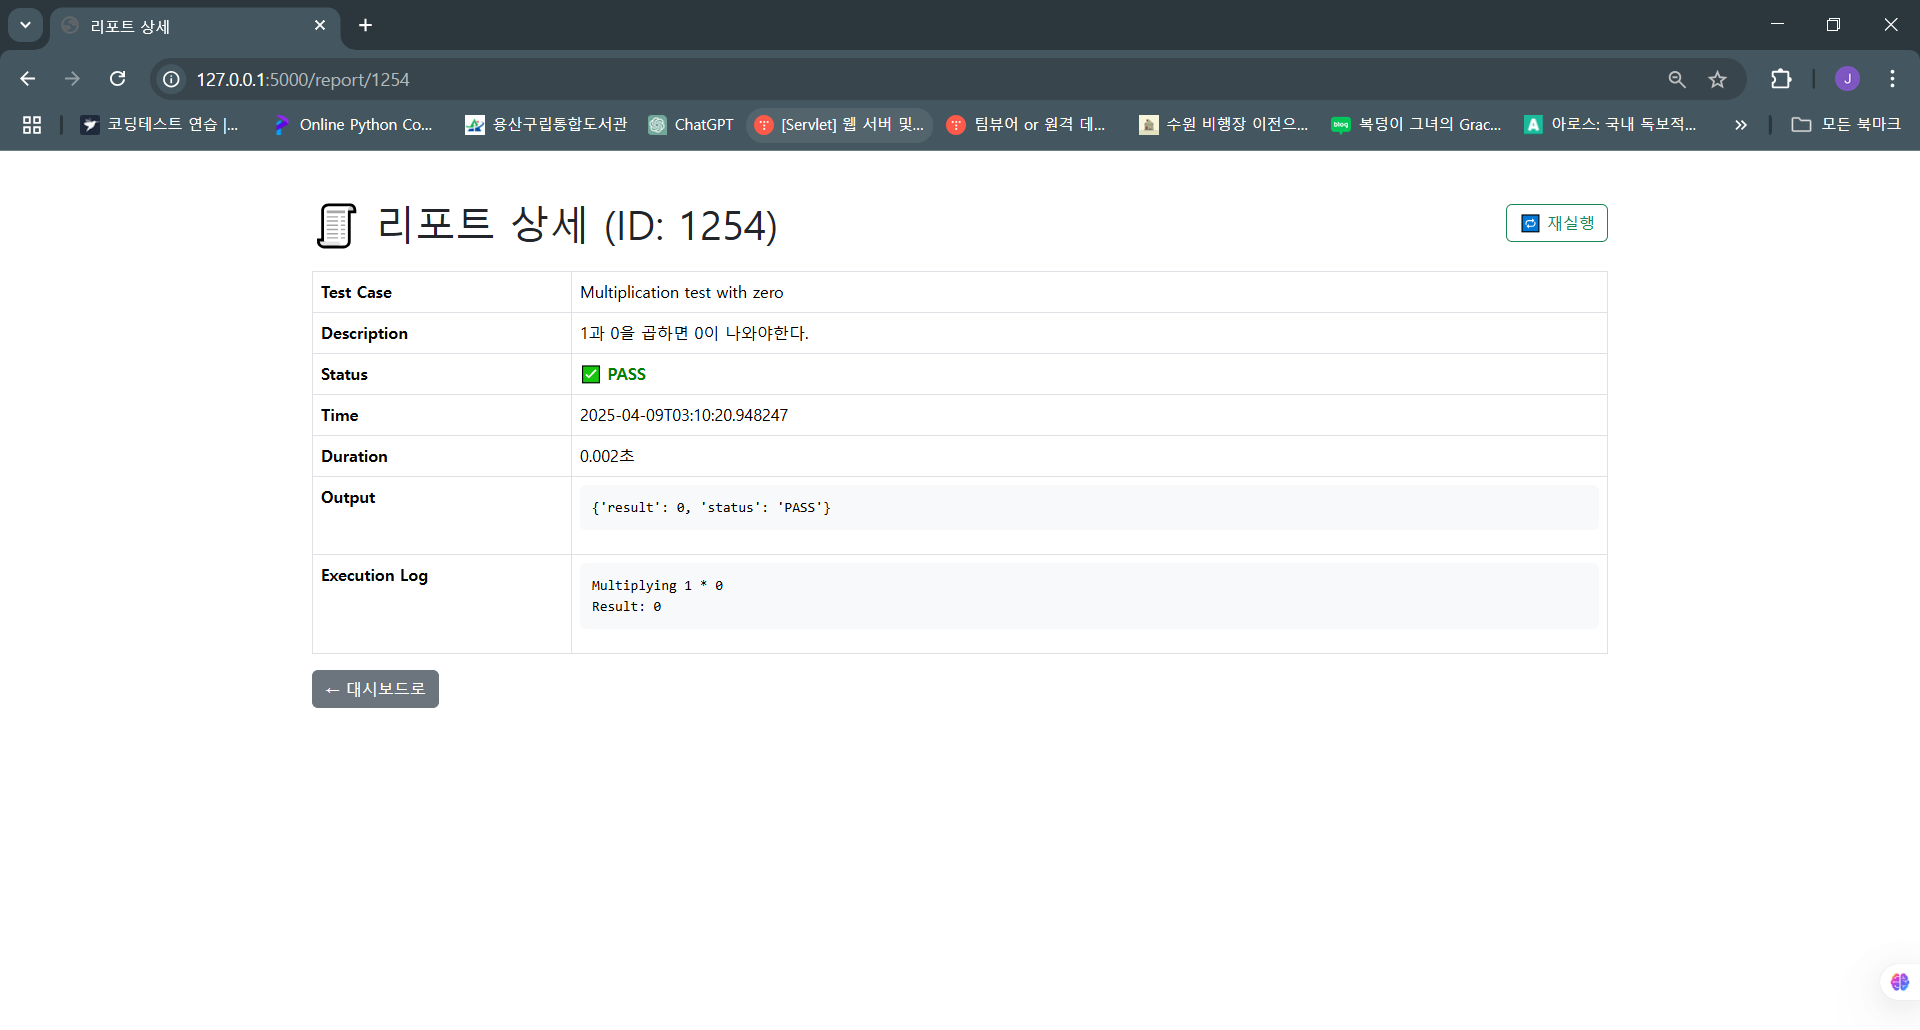 리포트 상세
127.0.0.1:5000/report/1254
J
코딩테스트 연습 |...
Online Python Co...
용산구립통합도서관
ChatGPT
[Servlet] 웹 서버 및...
팀뷰어 or 원격 데...
수원 비행장 이전으...
blog
복덩이 그녀의 Grac...
A
아로스: 국내 독보적...
모든 북마크
리포트 상세 (ID: 1254)
재실행
Test Case
Multiplication test with zero
Description
1과 0을 곱하면 0이 나와야한다.
Status
PASS
Time
2025-04-09T03:10:20.948247
Duration
0.002초
Output
{'result': 0, 'status': 'PASS'}
Execution Log
Multiplying 1 * 0
Result: 0
← 대시보드로